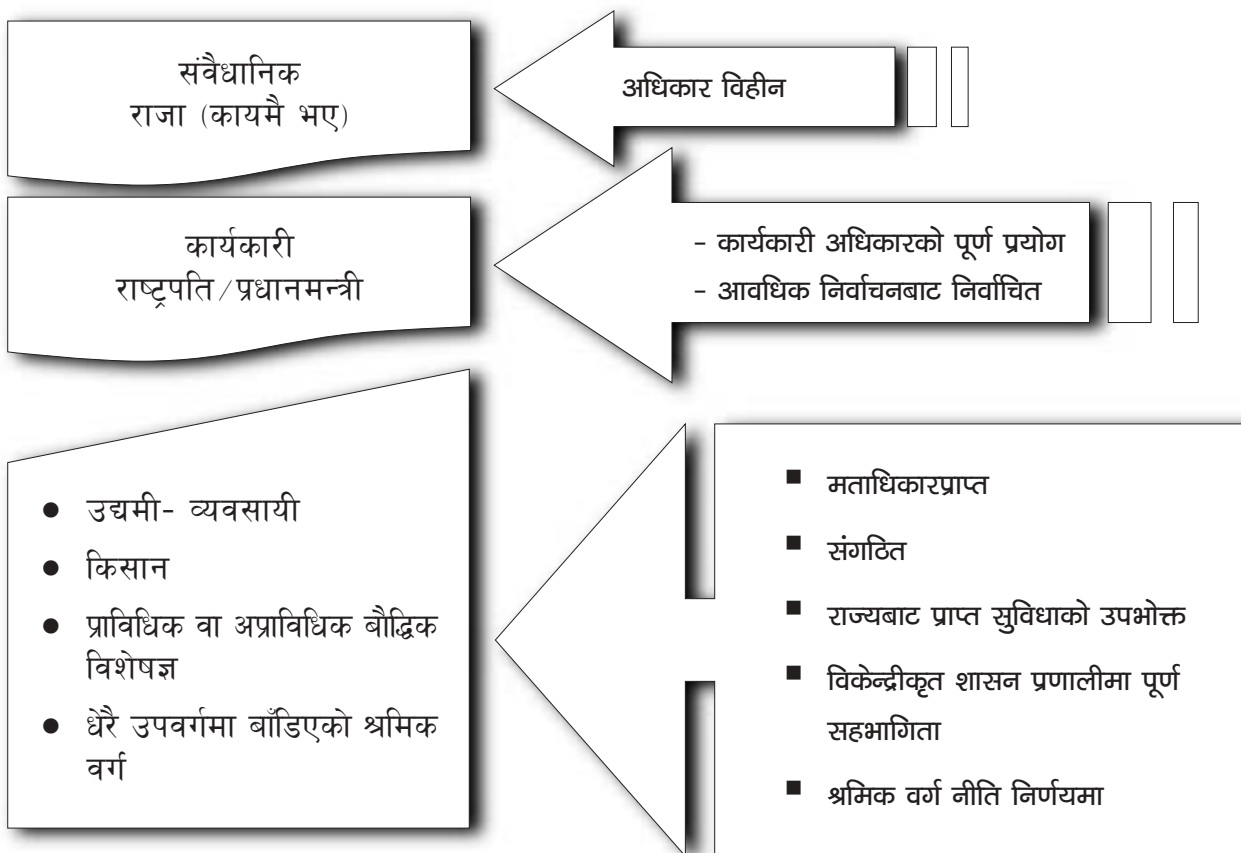 संवैधानिक
राजा (कायमै भए)
अधिकार विहीन
कार्यकारी
राष्ट्रपति/प्रधानमन्त्री
- कार्यकारी अधिकारको पूर्ण प्रयोग
- आवधिक निर्वाचनबाट निर्वाचित
● उद्यमी- व्यवसायी
● किसान
● प्राविधिक वा अप्राविधिक बौद्धिक
विशेषज्ञ
● धेरै उपवर्गमा बाँडिएको श्रमिक
वर्ग
■ मताधिकारप्राप्त
■ संगठित
■ राज्यबाट प्राप्त सुविधाको उपभोक्त
■ विकेन्द्रीकृत शासन प्रणालीमा पूर्ण
सहभागिता
■ श्रमिक वर्ग नीति निर्णयमा